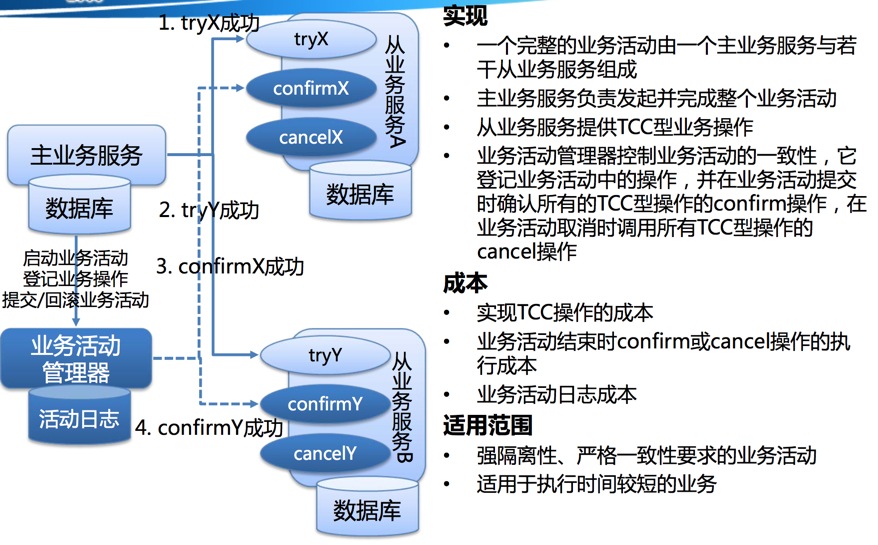 1. tryX成功
tryX
confirmX
cancelX
从业务服务A
数据库
主业务服务
数据库
2. tryY成功
3. confirmX成功
启动业务活动
登记业务操作
提交/回滚业务活动
业务活动
管理器
活动日志
tryY
confirmY
4. confirmY成功
cancelY
从业务服务B
数据库
实现
• 一个完整的业务活动由一个主业务服务与若
干从业务服务组成
• 主业务服务负责发起并完成整个业务活动
• 从业务服务提供TCC型业务操作
• 业务活动管理器控制业务活动的一致性，它
登记业务活动中的操作，并在业务活动提交
时确认所有的TCC型操作的confirm操作，在
业务活动取消时调用所有TCC型操作的
cancel操作
成本
• 实现TCC操作的成本
• 业务活动结束时confirm或cancel操作的执
行成本
• 业务活动日志成本
适用范围
• 强隔离性、严格一致性要求的业务活动
• 适用于执行时间较短的业务